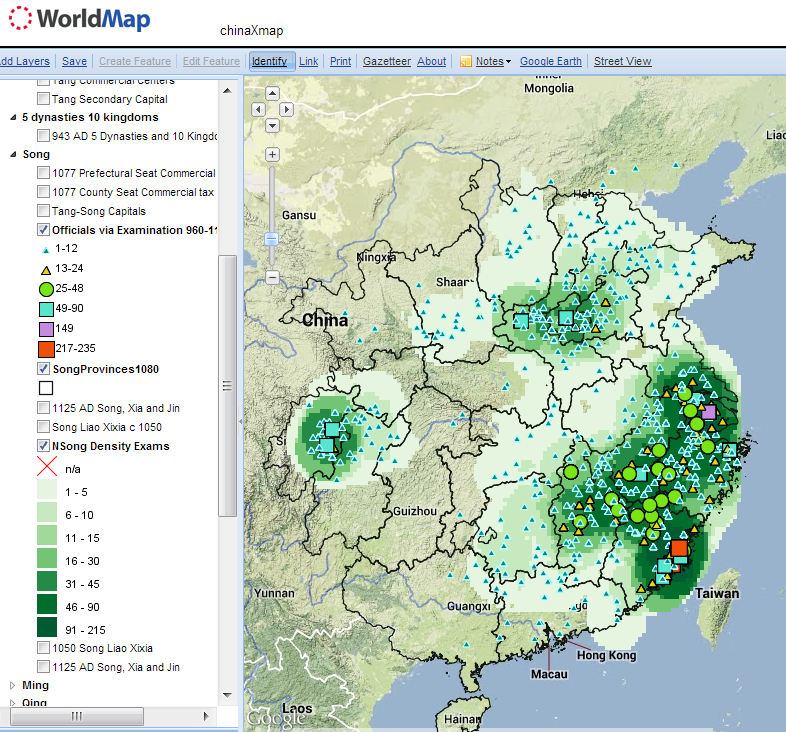 WorldMap
chinaXmap
dd Layers Save Create Feature Edit Feature Identify Link Print Gazetteer About Notes Google Earth Street View
Tang Commercial Centers
Tang Secondary Capital
5 dynasties 10 kingdoms
943 AD 5 Dynasties and 10 Kingdo
Song
1077 Prefectural Seat Commercial
1077 County Seat Commercial tax
Tang-Song Capitals
Officials via Examination 960-11
1-12
13-24
25-48
49-90
149
217-235
SongProvinces1080
1125 AD Song, Xia and Jin
Song Liao Xixia c 1050
NSong Density Exams
n/a
1 - 5
6 - 10
11 - 15
16 - 30
31 - 45
46 - 90
91 - 215
1050 Song Liao Xixia
1125 AD Song, Xia and Jin
Ming
Qing
Inner
Mongolia
Liao
Gansu
Hebei
Ningxia
Shaan
China
Si
Guizhou
Yunnan
Guangxi
Taiwan
Hong Kong
Macau
Laos
Hainan
Google